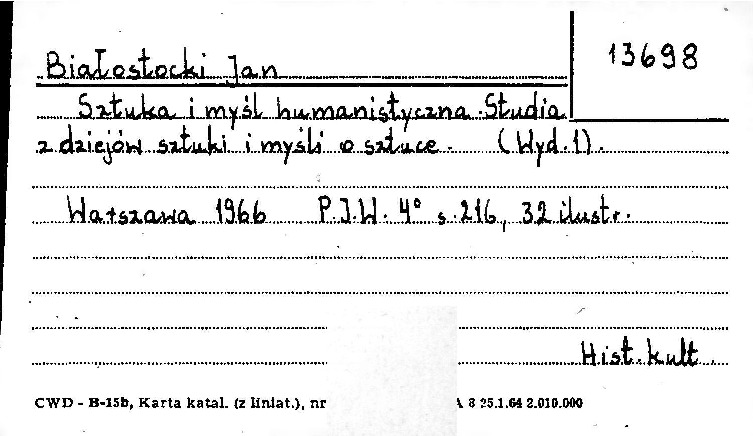 13698
Białostocki Jan
Sztuka i myśl humanistyczna. Studia
z dziejów sztuki i myśli o sztuce. (Wyd. 1).
Warszawa 1966 P.I.W. 4° s. 216, 32 ilustr.
Hist. kult.
CWD - B-15b, Karta katal. (z liniat.), nr A 8 25.1.64 2.010.000